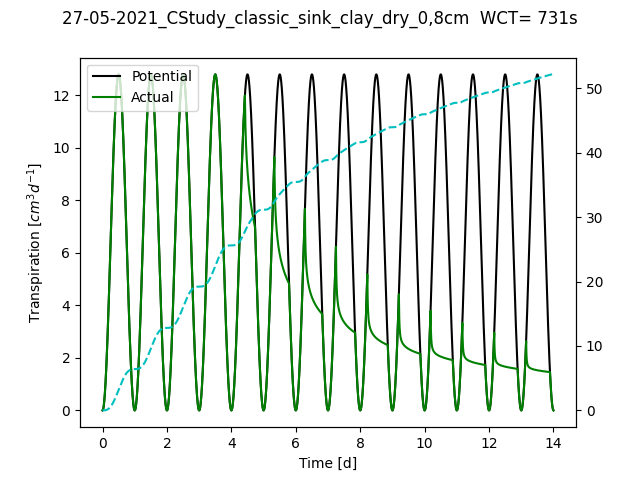 27-05-2021_CStudy_classic_sink_clay_dry_0,8cm  WCT= 731s
Potential
Actual
Transpiration [cm³d⁻¹]
12
10
8
6
4
2
0
50
40
30
20
10
0
0 2 4 6 8 10 12 14
Time [d]